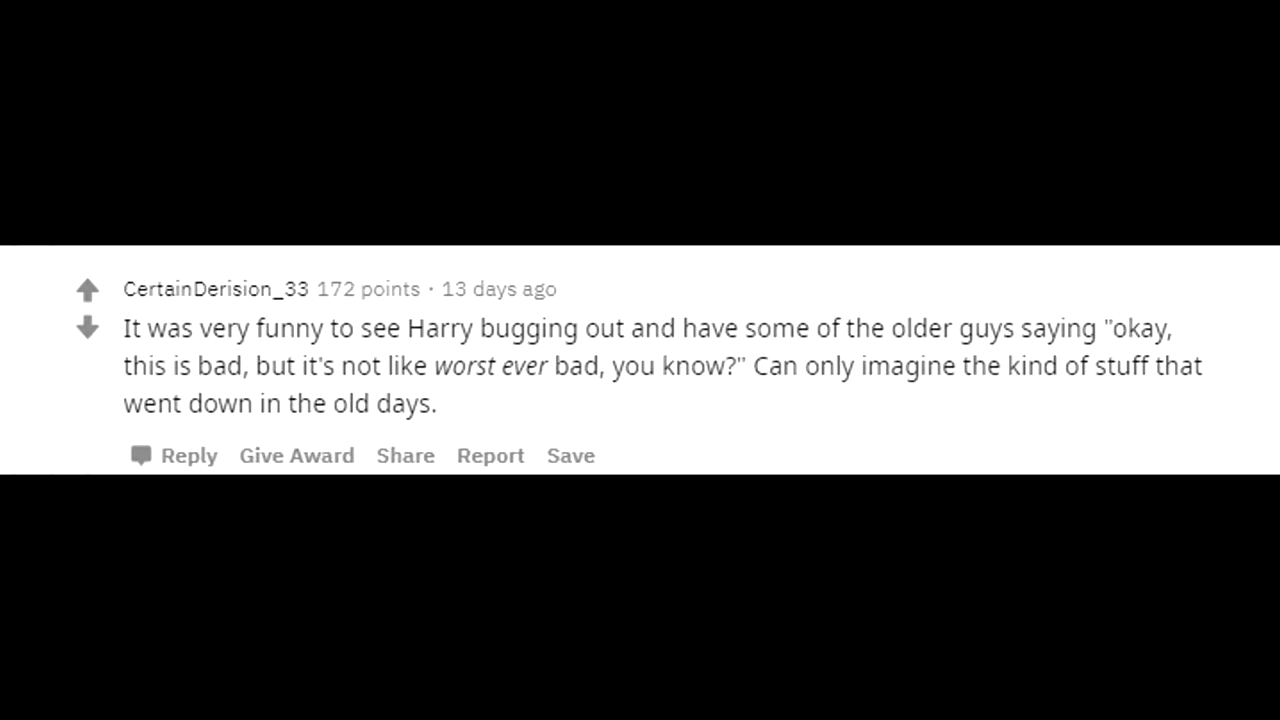 CertainDerision_33 172 points · 13 days ago
It was very funny to see Harry bugging out and have some of the older guys saying "okay,
this is bad, but it's not like worst ever bad, you know?" Can only imagine the kind of stuff that
went down in the old days.
Reply Give Award Share Report Save